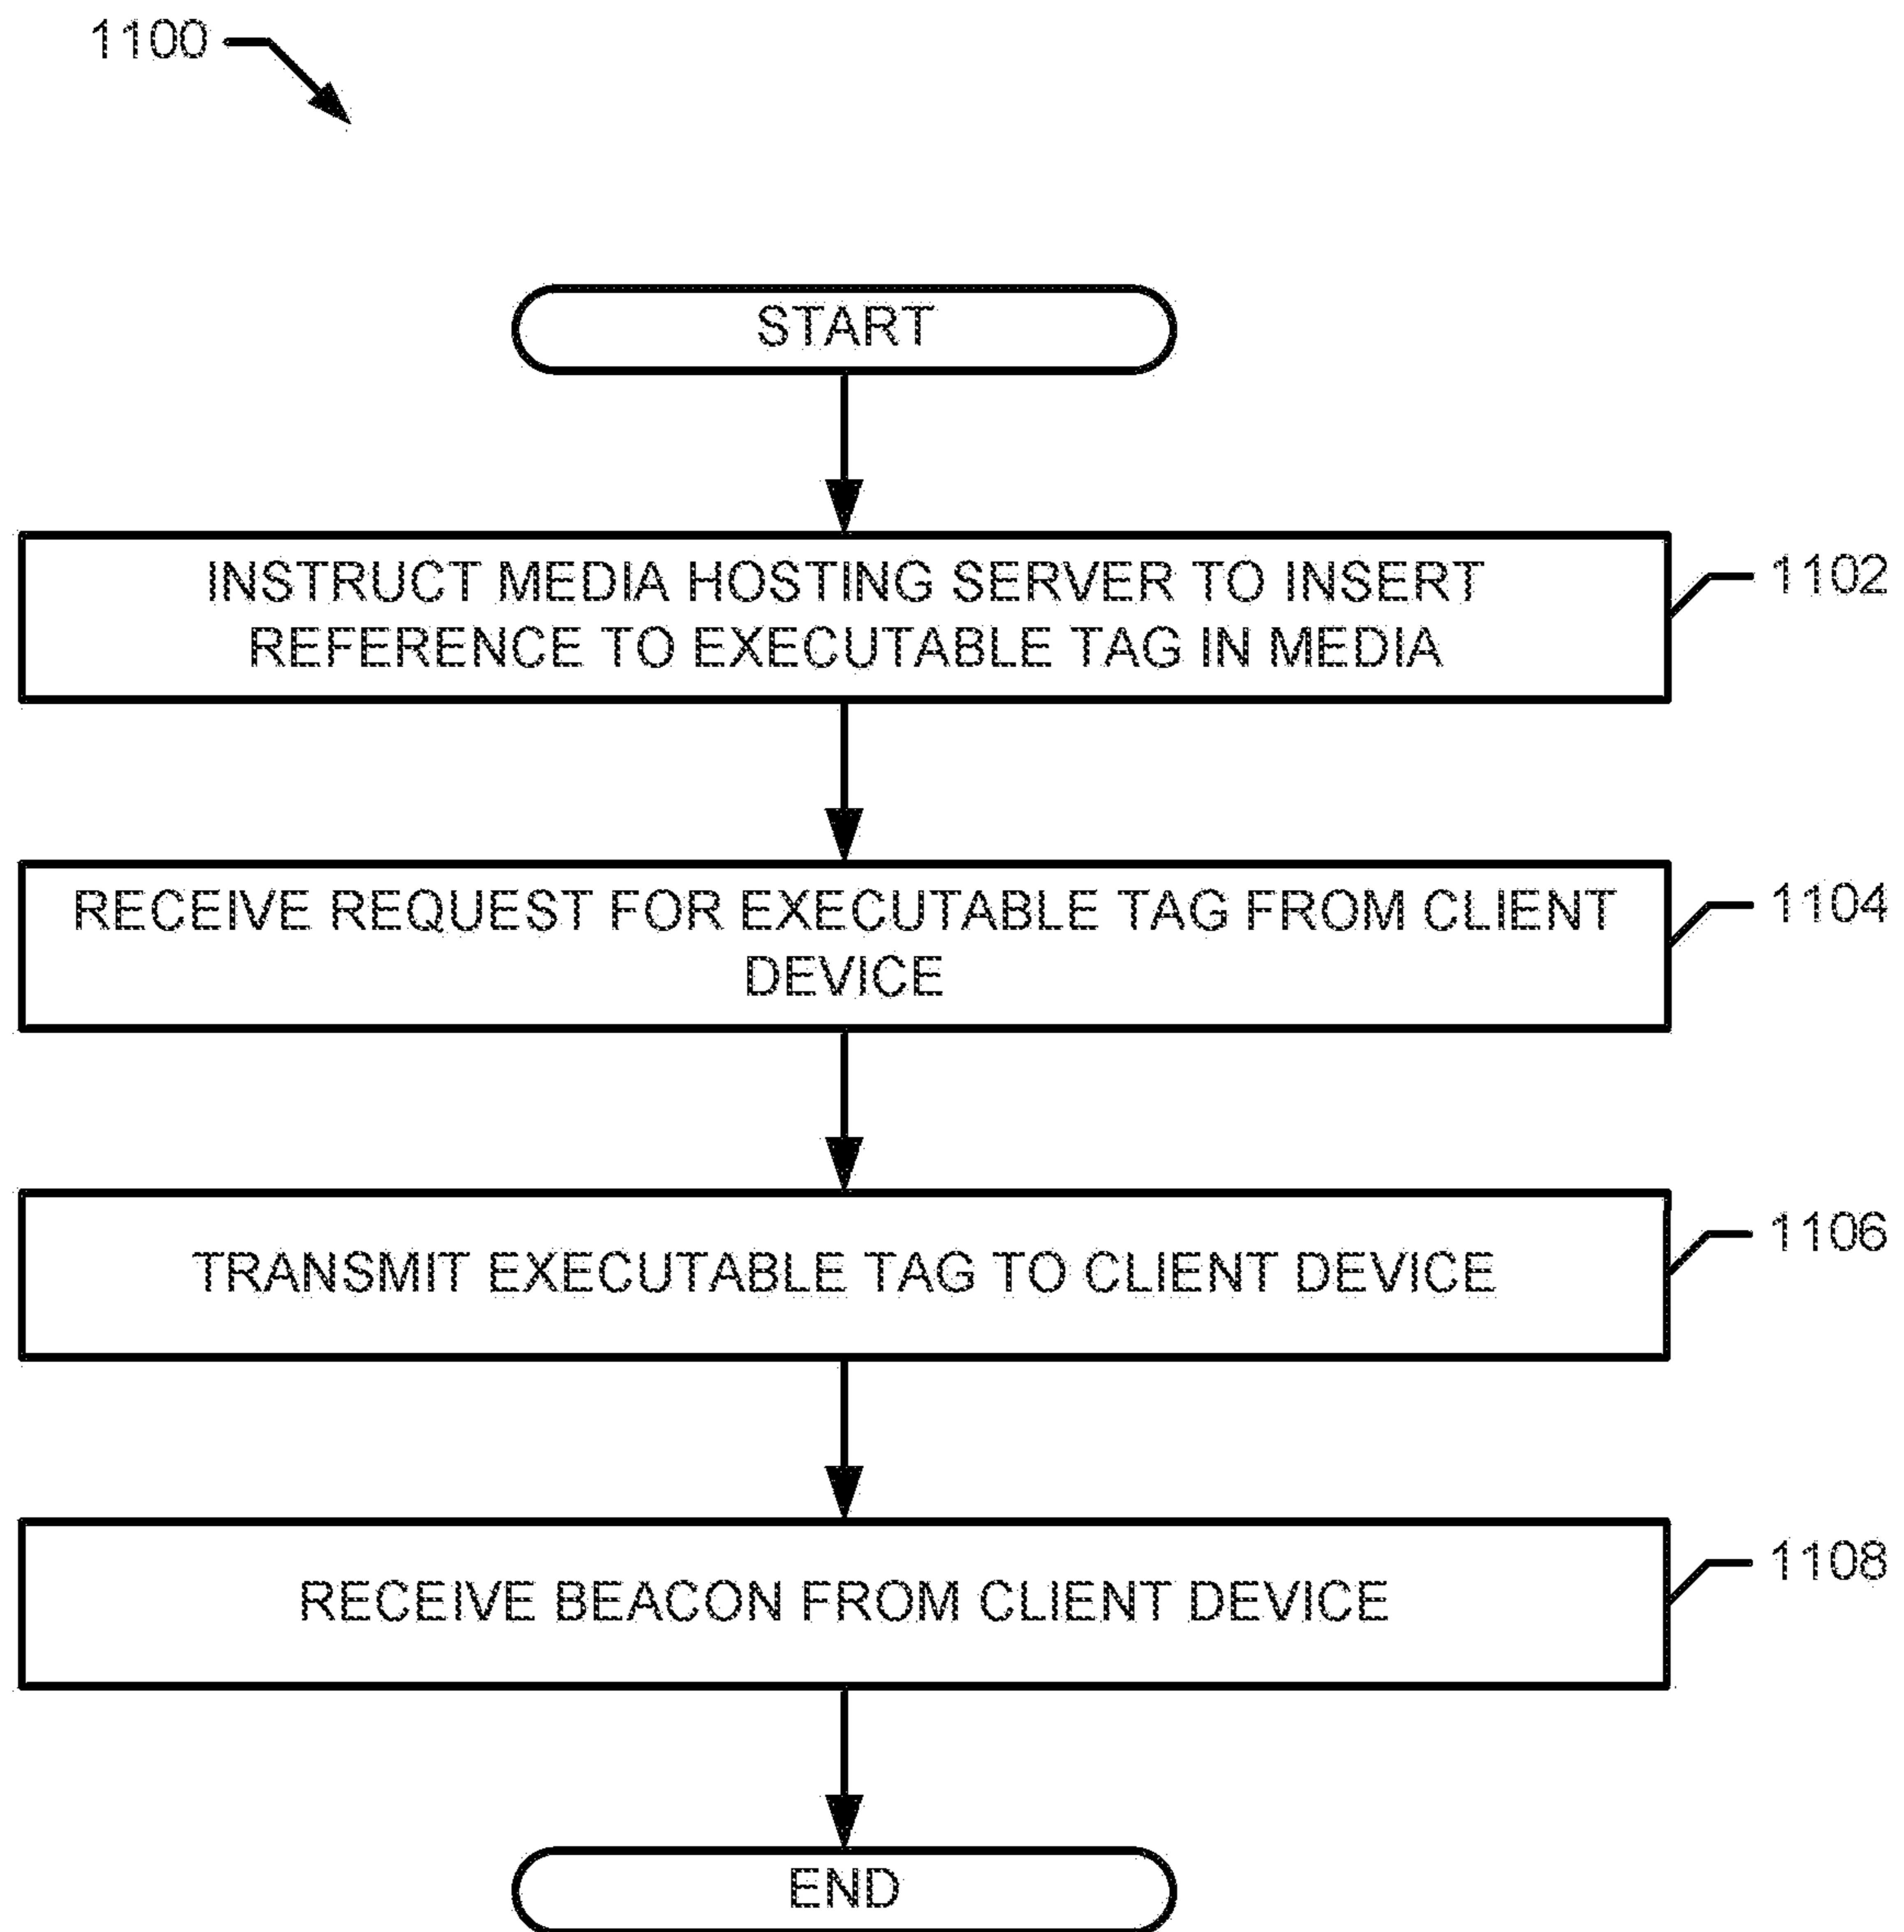 1100
START
INSTRUCT MEDIA HOSTING SERVER TO INSERT
REFERENCE TO EXECUTABLE TAG IN MEDIA
1102
RECEIVE REQUEST FOR EXECUTABLE TAG FROM CLIENT
DEVICE
1104
TRANSMIT EXECUTABLE TAG TO CLIENT DEVICE
1106
RECEIVE BEACON FROM CLIENT DEVICE
1108
END